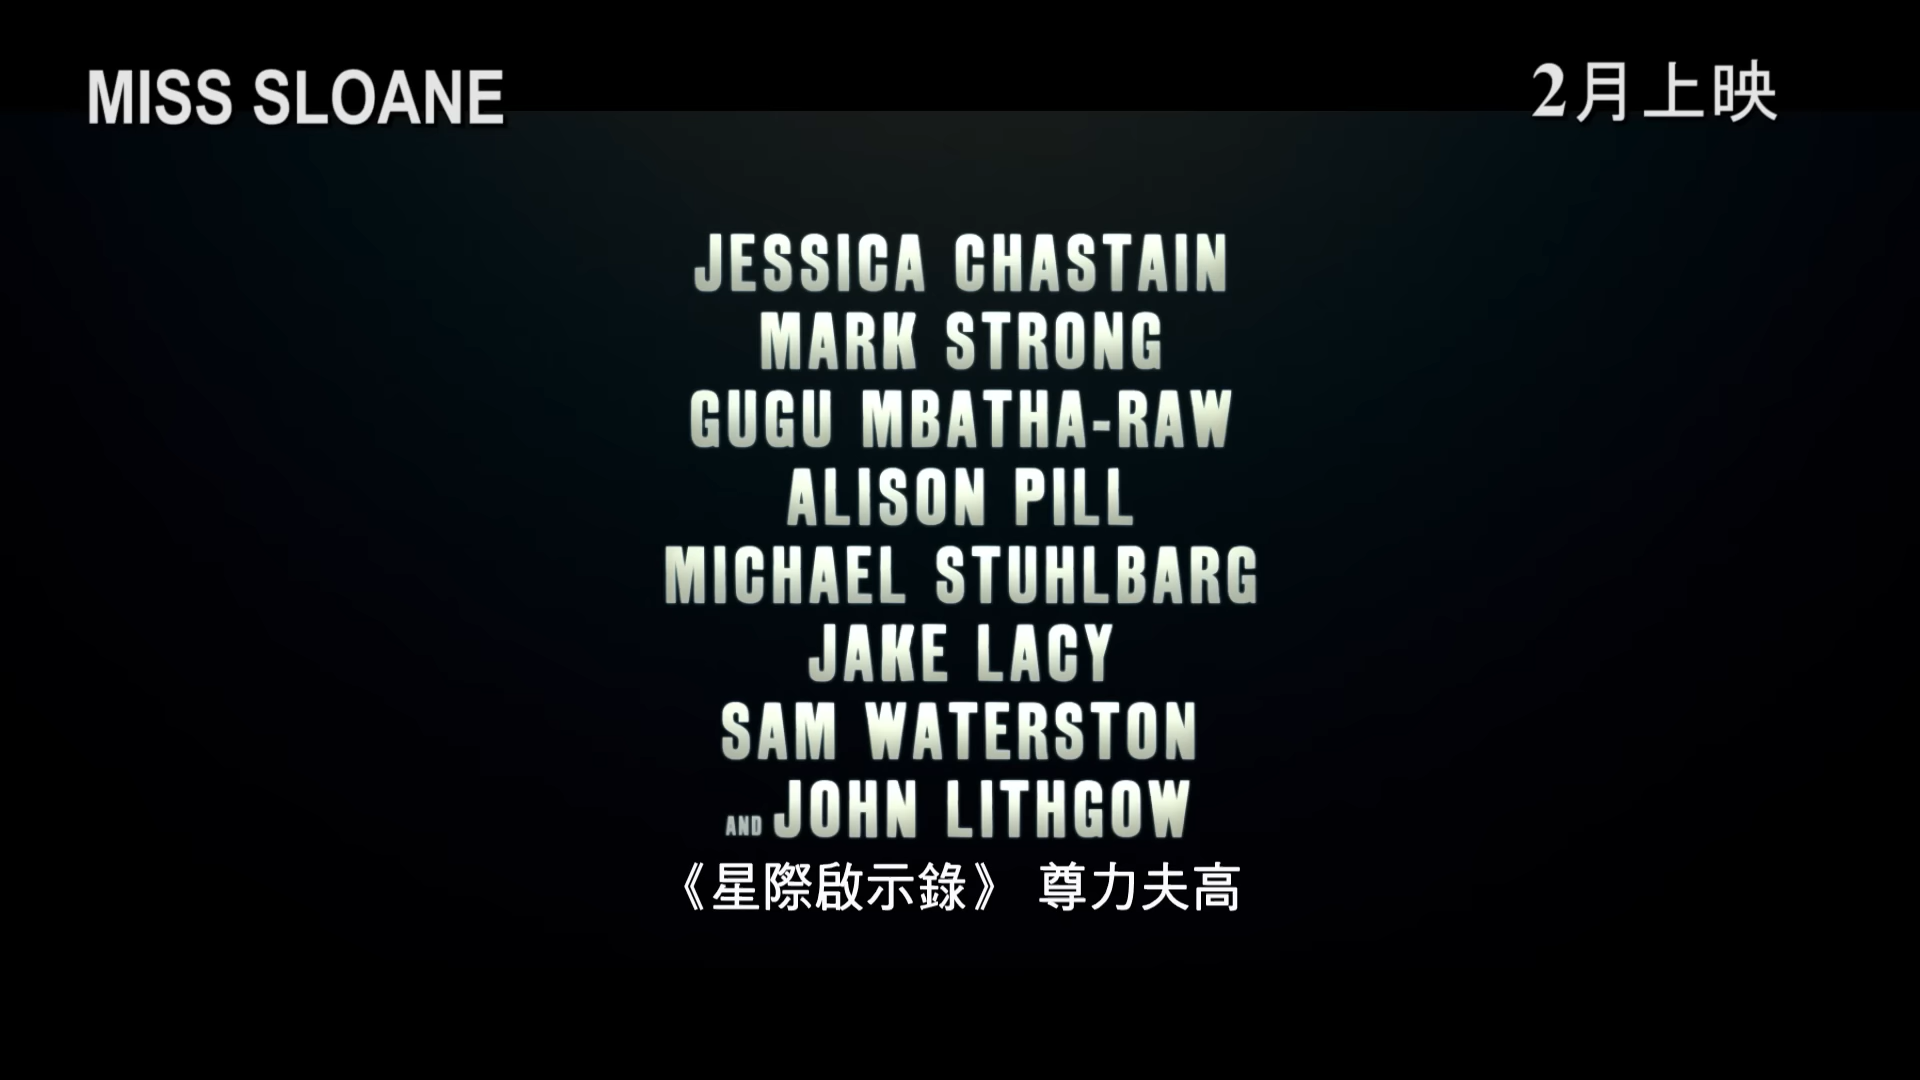 MISS SLOANE
2月上映
JESSICA CHASTAIN
MARK STRONG
GUGU MBATHA-RAW
ALISON PILL
MICHAEL STUHLBARG
JAKE LACY
SAM WATERSTON
AND JOHN LITHGOW
《星際啟示錄》 尊力夫高